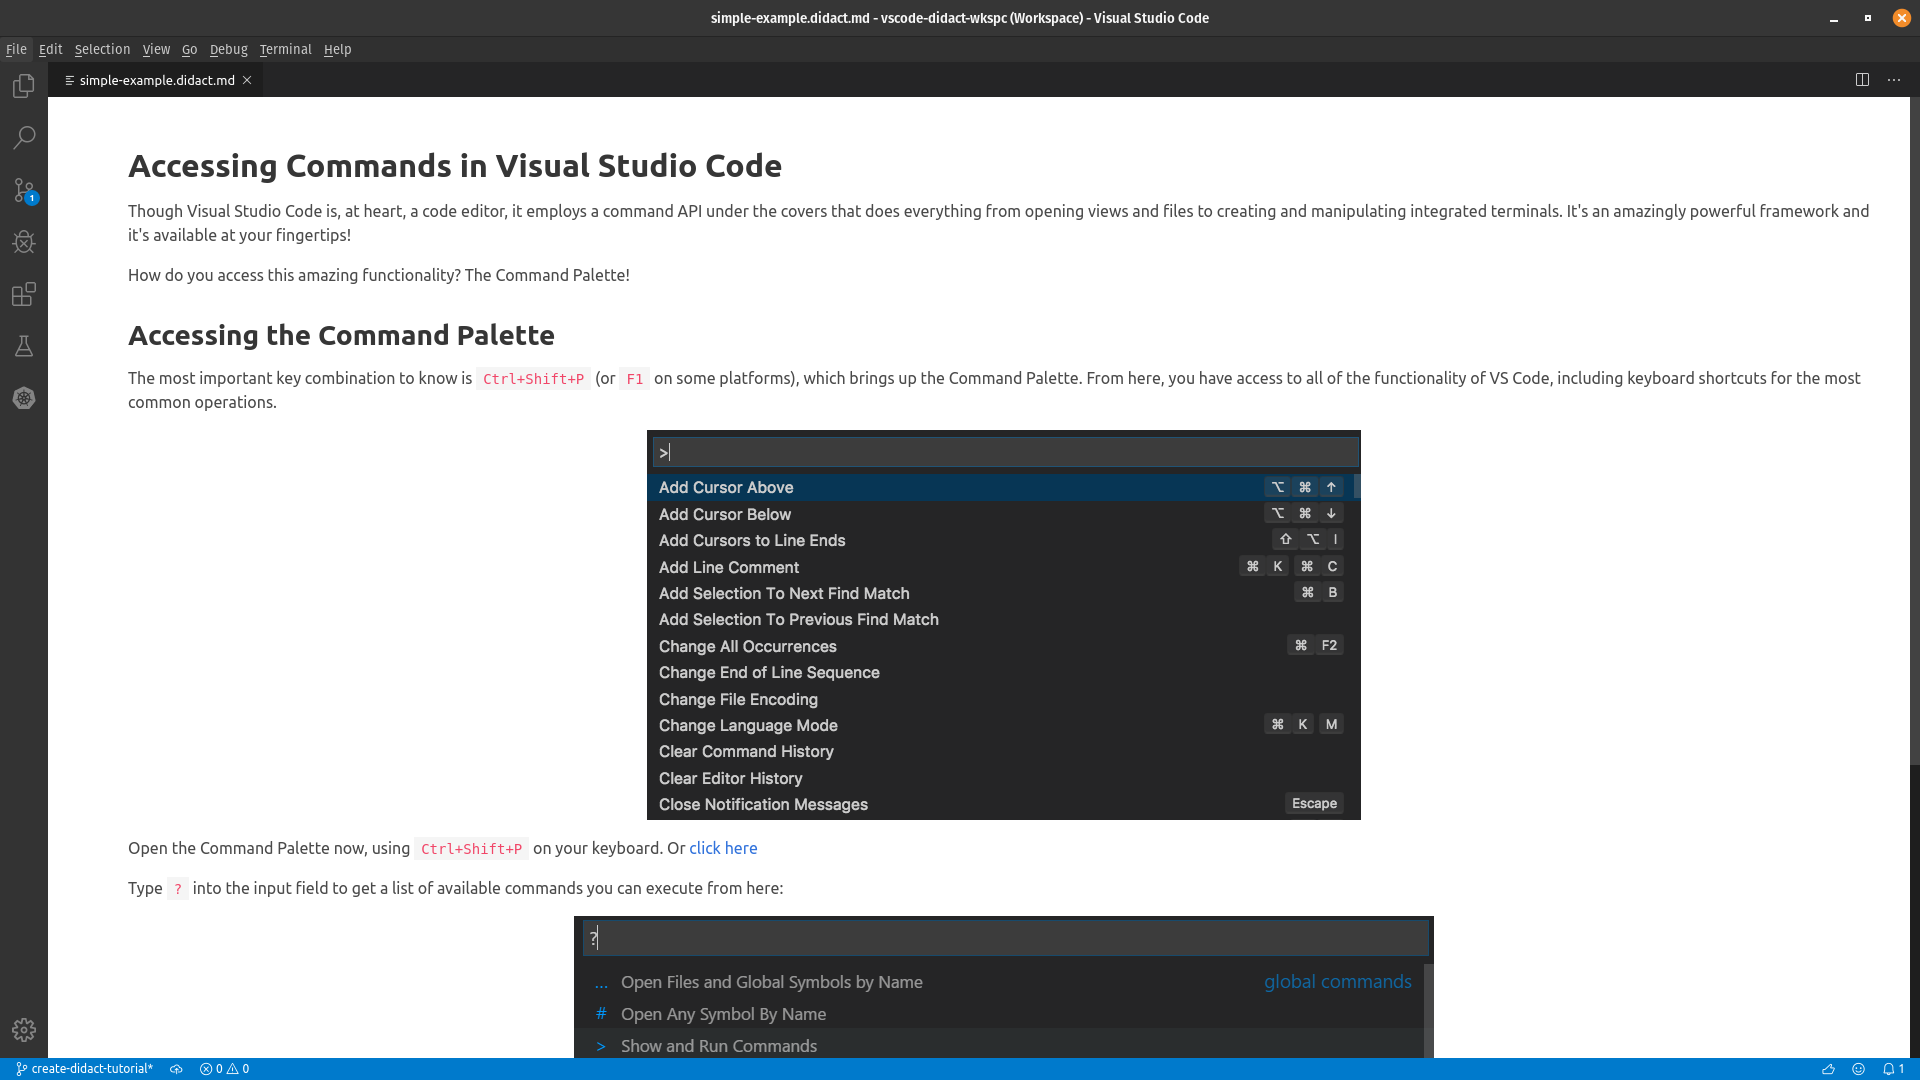 simple-example.didact.md - vscode-didact-wkspc (Workspace) - Visual Studio Code
File Edit Selection View Go Debug Terminal Help
simple-example.didact.md
1
Accessing Commands in Visual Studio Code
Though Visual Studio Code is, at heart, a code editor, it employs a command API under the covers that does everything from opening views and files to creating and manipulating integrated terminals. It's an amazingly powerful framework and
it's available at your fingertips!
How do you access this amazing functionality? The Command Palette!
Accessing the Command Palette
The most important key combination to know is Ctrl+Shift+P (or F1 on some platforms), which brings up the Command Palette. From here, you have access to all of the functionality of VS Code, including keyboard shortcuts for the most
common operations.
>
Add Cursor Above ⌥ ⌘ ↑
Add Cursor Below ⌥ ⌘ ↓
Add Cursors to Line Ends ⇧ ⌥ I
Add Line Comment ⌘ K ⌘ C
Add Selection To Next Find Match ⌘ B
Add Selection To Previous Find Match
Change All Occurrences ⌘ F2
Change End of Line Sequence
Change File Encoding
Change Language Mode ⌘ K M
Clear Command History
Clear Editor History
Close Notification Messages Escape
Open the Command Palette now, using Ctrl+Shift+P on your keyboard. Or click here
Type ? into the input field to get a list of available commands you can execute from here:
?
... Open Files and Global Symbols by Name global commands
# Open Any Symbol By Name
> Show and Run Commands
create-didact-tutorial* 0 0 1